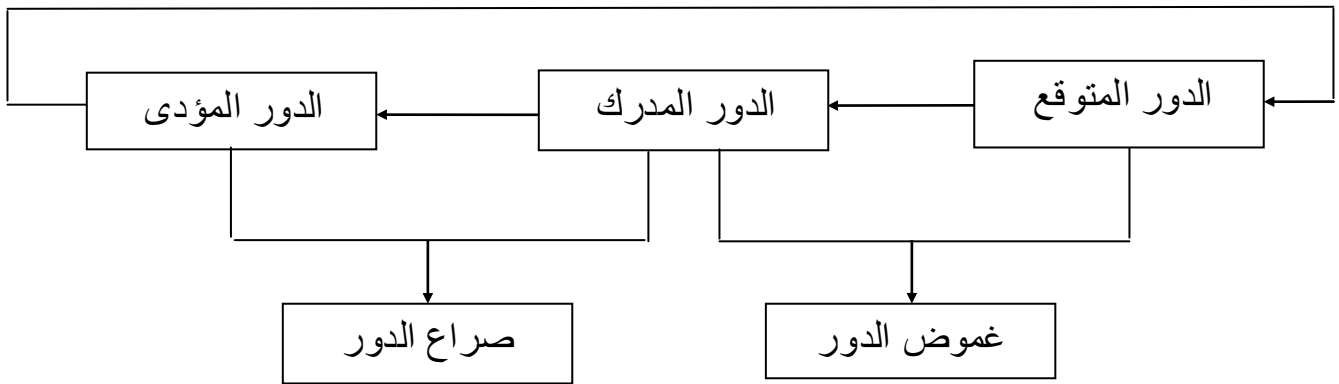 الدور المتوقع
الدور المدرك
الدور المؤدى
غموض الدور
صراع الدور